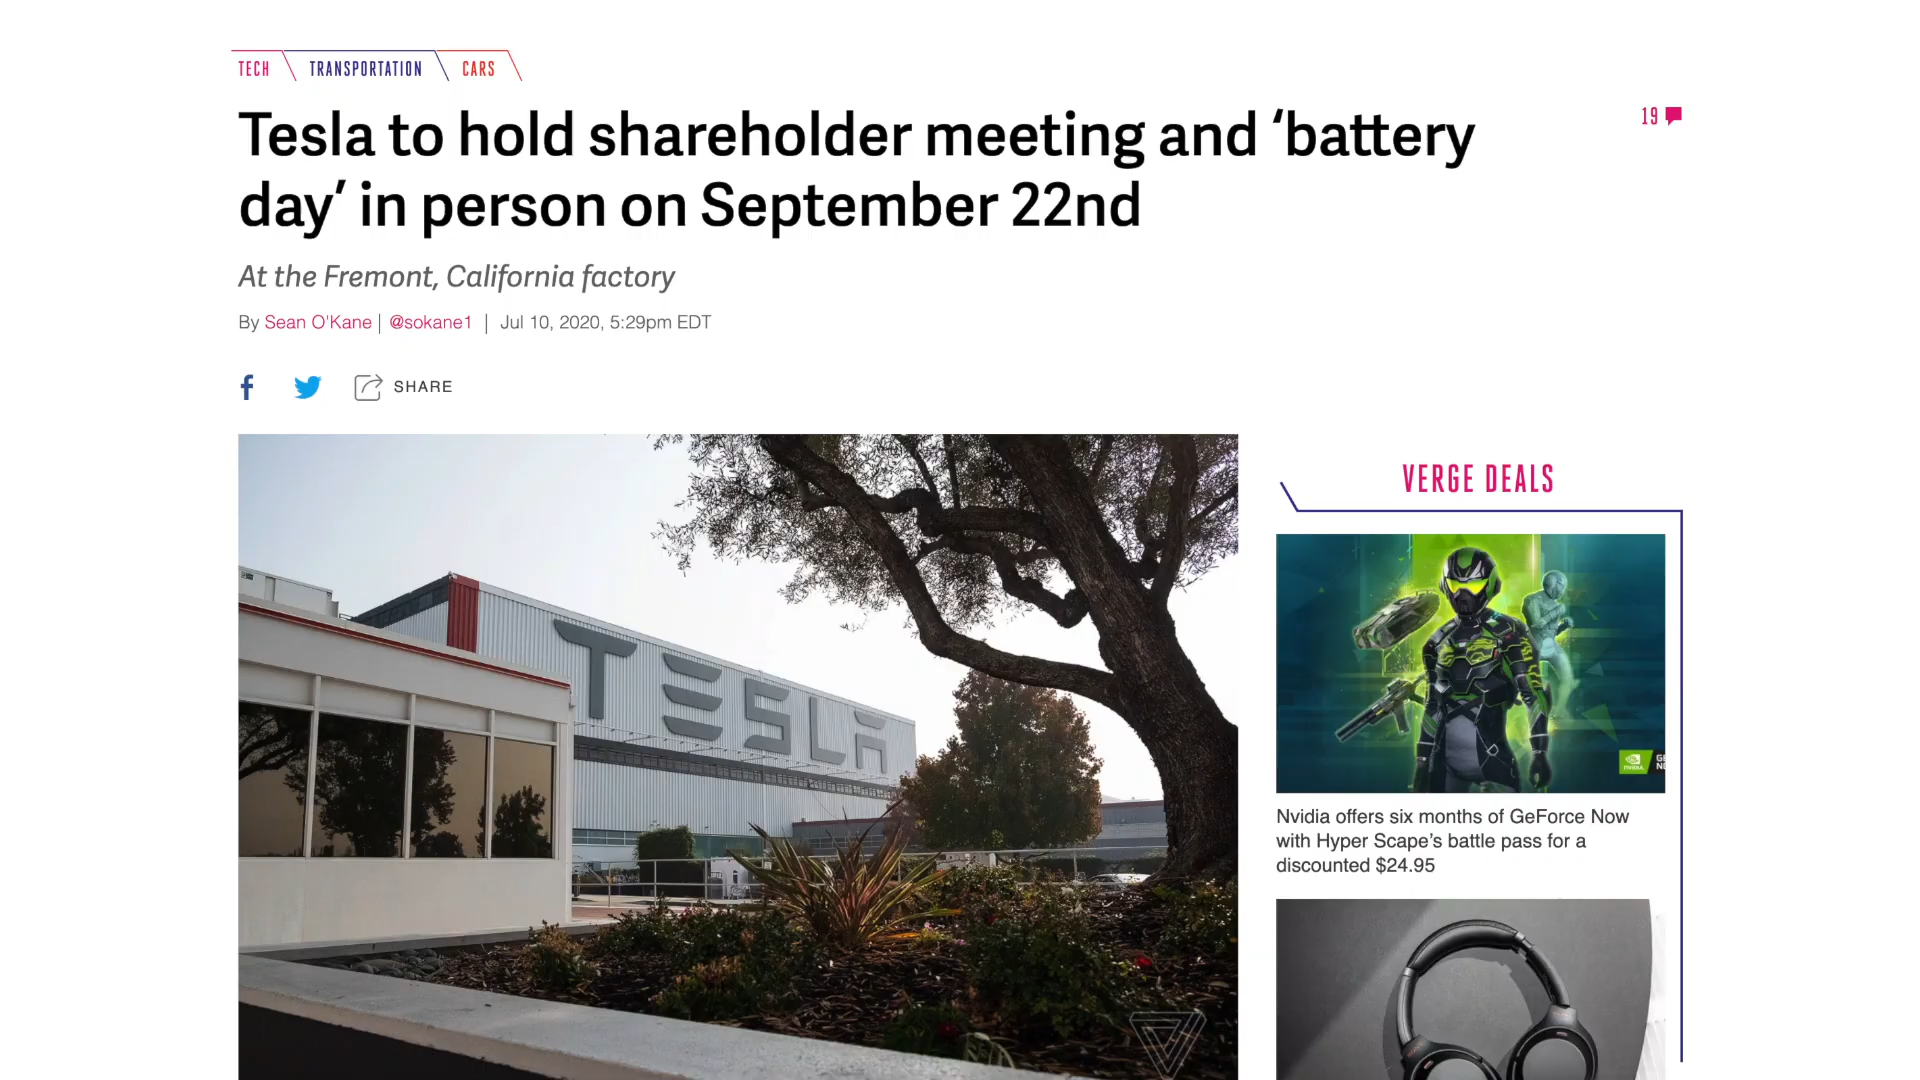 TECH TRANSPORTATION CARS
Tesla to hold shareholder meeting and ‘battery
day’ in person on September 22nd
19
At the Fremont, California factory
By Sean O'Kane | @sokane1 | Jul 10, 2020, 5:29pm EDT
SHARE
TESLA
VERGE DEALS
NVIDIA
Nvidia offers six months of GeForce Now
with Hyper Scape’s battle pass for a
discounted $24.95